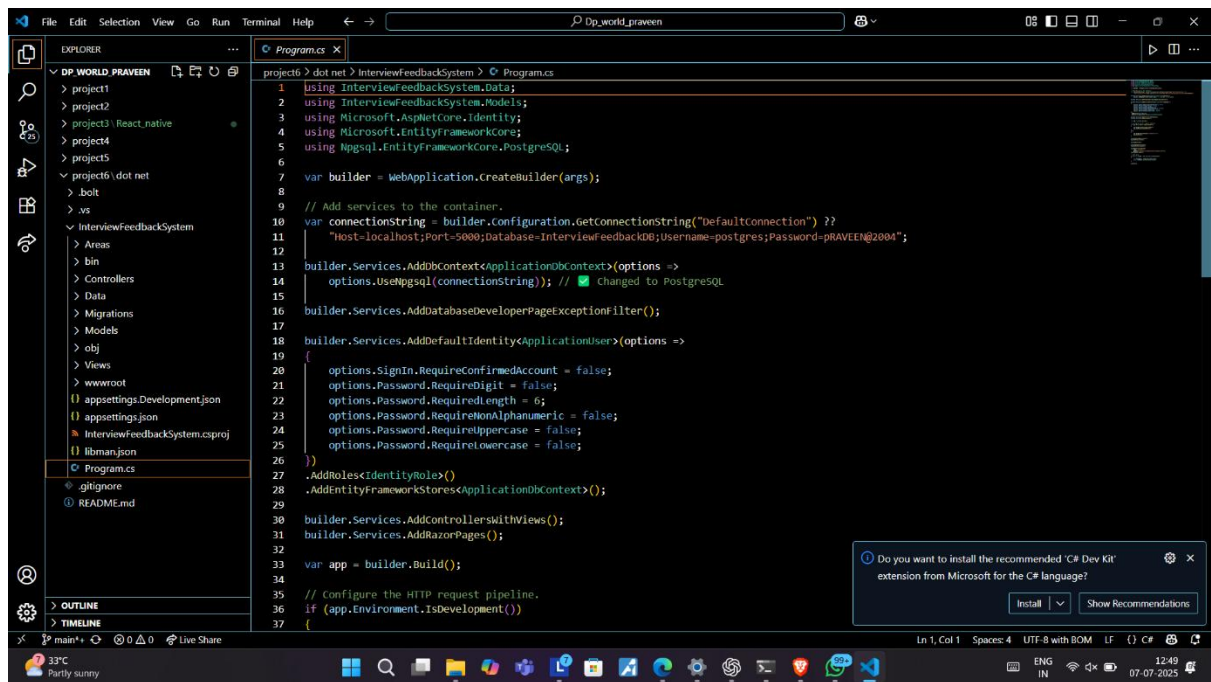 File Edit Selection View Go Run Terminal Help
Dp_world_praveen
EXPLORER
DP_WORLD_PRAVEEN
project1
project2
project3 \ React_native
project4
project5
project6 \ dot net
.bolt
.vs
InterviewFeedbackSystem
Areas
bin
Controllers
Data
Migrations
Models
obj
Views
wwwroot
{} appsettings.Development.json
{} appsettings.json
InterviewFeedbackSystem.csproj
{} libman.json
Program.cs
.gitignore
README.md
OUTLINE
TIMELINE
25
Program.cs
project6 > dot net > InterviewFeedbackSystem > Program.cs
1 using InterviewFeedbackSystem.Data;
2 using InterviewFeedbackSystem.Models;
3 using Microsoft.AspNetCore.Identity;
4 using Microsoft.EntityFrameworkCore;
5 using Npgsql.EntityFrameworkCore.PostgreSQL;
6
7 var builder = WebApplication.CreateBuilder(args);
8
9 // Add services to the container.
10 var connectionString = builder.Configuration.GetConnectionString("DefaultConnection") ??
11 "Host=localhost;Port=5000;Database=InterviewFeedbackDB;Username=postgres;Password=pRAVEEN@2004";
12
13 builder.Services.AddDbContext<ApplicationDbContext>(options =>
14 options.UseNpgsql(connectionString)); // ✅ Changed to PostgreSQL
15
16 builder.Services.AddDatabaseDeveloperPageExceptionFilter();
17
18 builder.Services.AddDefaultIdentity<ApplicationUser>(options =>
19 {
20 options.SignIn.RequireConfirmedAccount = false;
21 options.Password.RequireDigit = false;
22 options.Password.RequiredLength = 6;
23 options.Password.RequireNonAlphanumeric = false;
24 options.Password.RequireUppercase = false;
25 options.Password.RequireLowercase = false;
26 })
27 .AddRoles<IdentityRole>()
28 .AddEntityFrameworkStores<ApplicationDbContext>();
29
30 builder.Services.AddControllersWithViews();
31 builder.Services.AddRazorPages();
32
33 var app = builder.Build();
34
35 // Configure the HTTP request pipeline.
36 if (app.Environment.IsDevelopment())
37 {
Do you want to install the recommended 'C# Dev Kit'
extension from Microsoft for the C# language?
Install
Show Recommendations
main*+ 0 0 Live Share
Ln 1, Col 1 Spaces: 4 UTF-8 with BOM LF {} C#
7
33°C
Partly sunny
99+
ENG
IN
12:49
07-07-2025